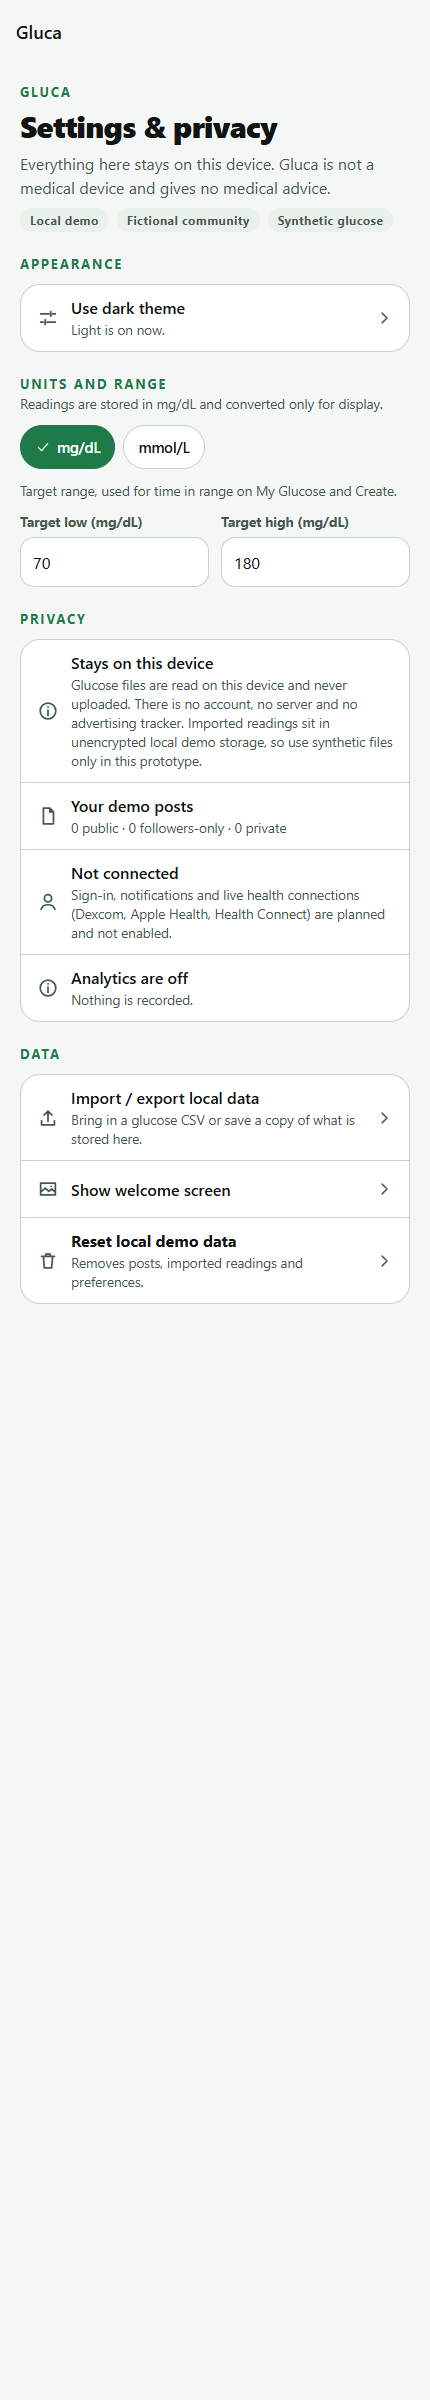 Gluca
GLUCA
Settings & privacy
Everything here stays on this device. Gluca is not a
medical device and gives no medical advice.
Local demo
Fictional community
Synthetic glucose
APPEARANCE
Use dark theme
Light is on now.
UNITS AND RANGE
Readings are stored in mg/dL and converted only for display.
mg/dL
mmol/L
Target range, used for time in range on My Glucose and Create.
Target low (mg/dL)
Target high (mg/dL)
70
180
PRIVACY
Stays on this device
Glucose files are read on this device and never
uploaded. There is no account, no server and no
advertising tracker. Imported readings sit in
unencrypted local demo storage, so use synthetic files
only in this prototype.
Your demo posts
0 public · 0 followers-only · 0 private
Not connected
Sign-in, notifications and live health connections
(Dexcom, Apple Health, Health Connect) are planned
and not enabled.
Analytics are off
Nothing is recorded.
DATA
Import / export local data
Bring in a glucose CSV or save a copy of what is
stored here.
Show welcome screen
Reset local demo data
Removes posts, imported readings and
preferences.